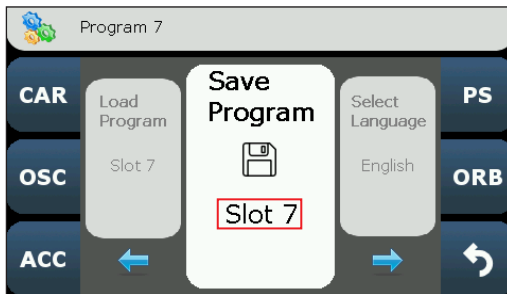 Program 7
CAR
OSC
ACC
Load
Program
Slot 7
Save
Program
Slot 7
Select
Language
English
PS
ORB